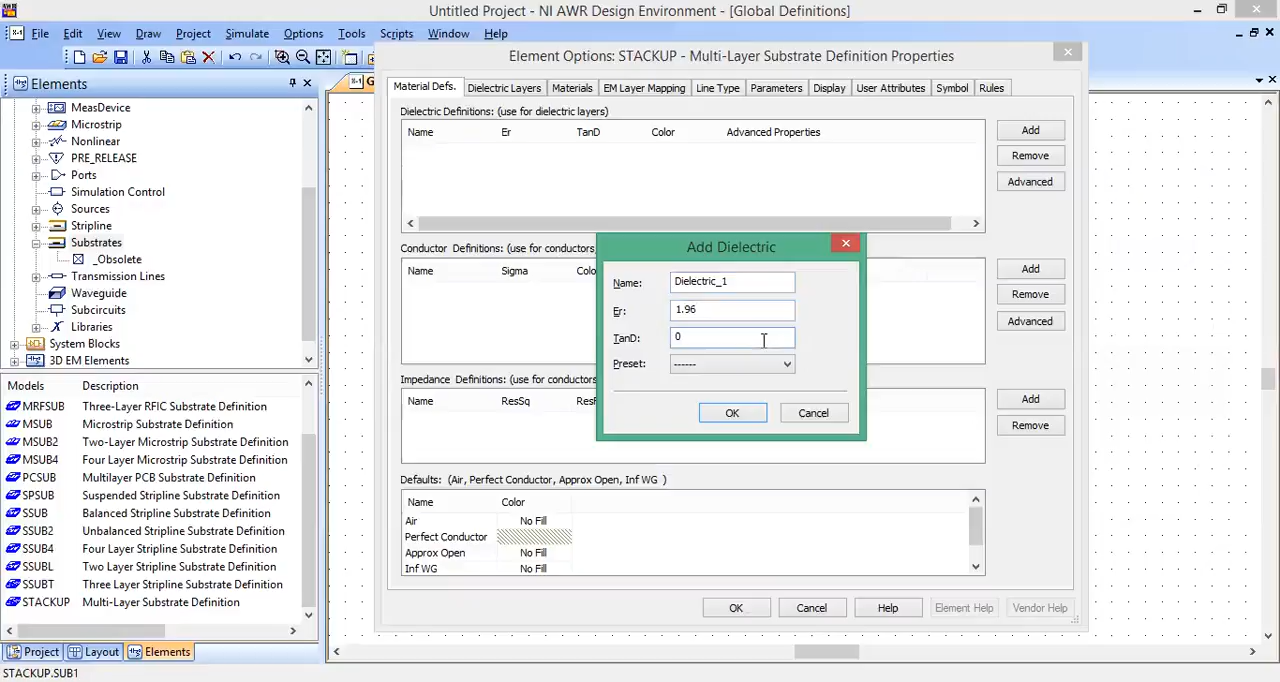 Untitled Project - NI AWR Design Environment - [Global Definitions]
File Edit View Draw Project Simulate Options Tools Scripts Window Help
Elements
MeasDevice
Microstrip
Nonlinear
PRE_RELEASE
Ports
Simulation Control
Sources
Stripline
Substrates
_Obsolete
Transmission Lines
Waveguide
Subcircuits
Libraries
System Blocks
3D EM Elements
Models Description
MRFSUB Three-Layer RFIC Substrate Definition
MSUB Microstrip Substrate Definition
MSUB2 Two-Layer Microstrip Substrate Definition
MSUB4 Four Layer Microstrip Substrate Definition
PCSUB Multilayer PCB Substrate Definition
SPSUB Suspended Stripline Substrate Definition
SSUB Balanced Stripline Substrate Definition
SSUB2 Unbalanced Stripline Substrate Definition
SSUB4 Four Layer Stripline Substrate Definition
SSUBL Two Layer Stripline Substrate Definition
SSUBT Three Layer Stripline Substrate Definition
STACKUP Multi-Layer Substrate Definition
Project Layout Elements
STACKUP.SUB1
G
Element Options: STACKUP - Multi-Layer Substrate Definition Properties
Material Defs. Dielectric Layers Materials EM Layer Mapping Line Type Parameters Display User Attributes Symbol Rules
Dielectric Definitions: (use for dielectric layers)
Name Er TanD Color Advanced Properties
Add
Remove
Advanced
Conductor Definitions: (use for conductors
Name Sigma Colo
Add
Remove
Advanced
Impedance Definitions: (use for conductors
Name ResSq ResF
Add
Remove
Defaults: (Air, Perfect Conductor, Approx Open, Inf WG )
Name Color
Air No Fill
Perfect Conductor
Approx Open No Fill
Inf WG No Fill
OK Cancel Help Element Help Vendor Help
Add Dielectric
Name: Dielectric_1
Er: 1.96
TanD: 0
Preset: ------
OK Cancel